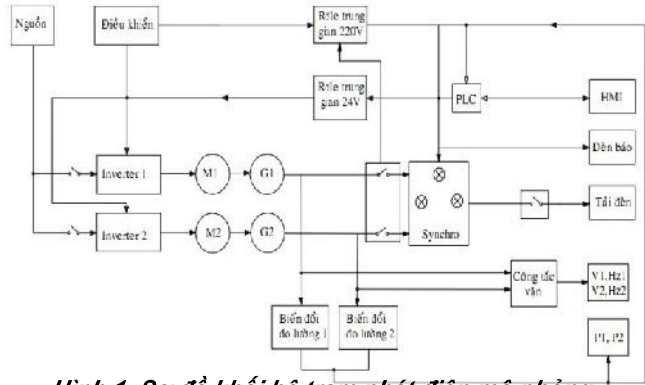 Nguồn
Điều khiển
Rơle trung
gian 220V
Rơle trung
gian 24V
PLC
HMI
Đèn báo
Inverter 1
M1
G1
Inverter 2
M2
G2
Synchro
Tải đèn
Công tắc
vặn
V1,Hz1
V2,Hz2
Biến đổi
đo lường 1
Biến đổi
đo lường 2
P1, P2
Hình 1. Sơ đồ khối hệ trạm phát điện mô phỏng